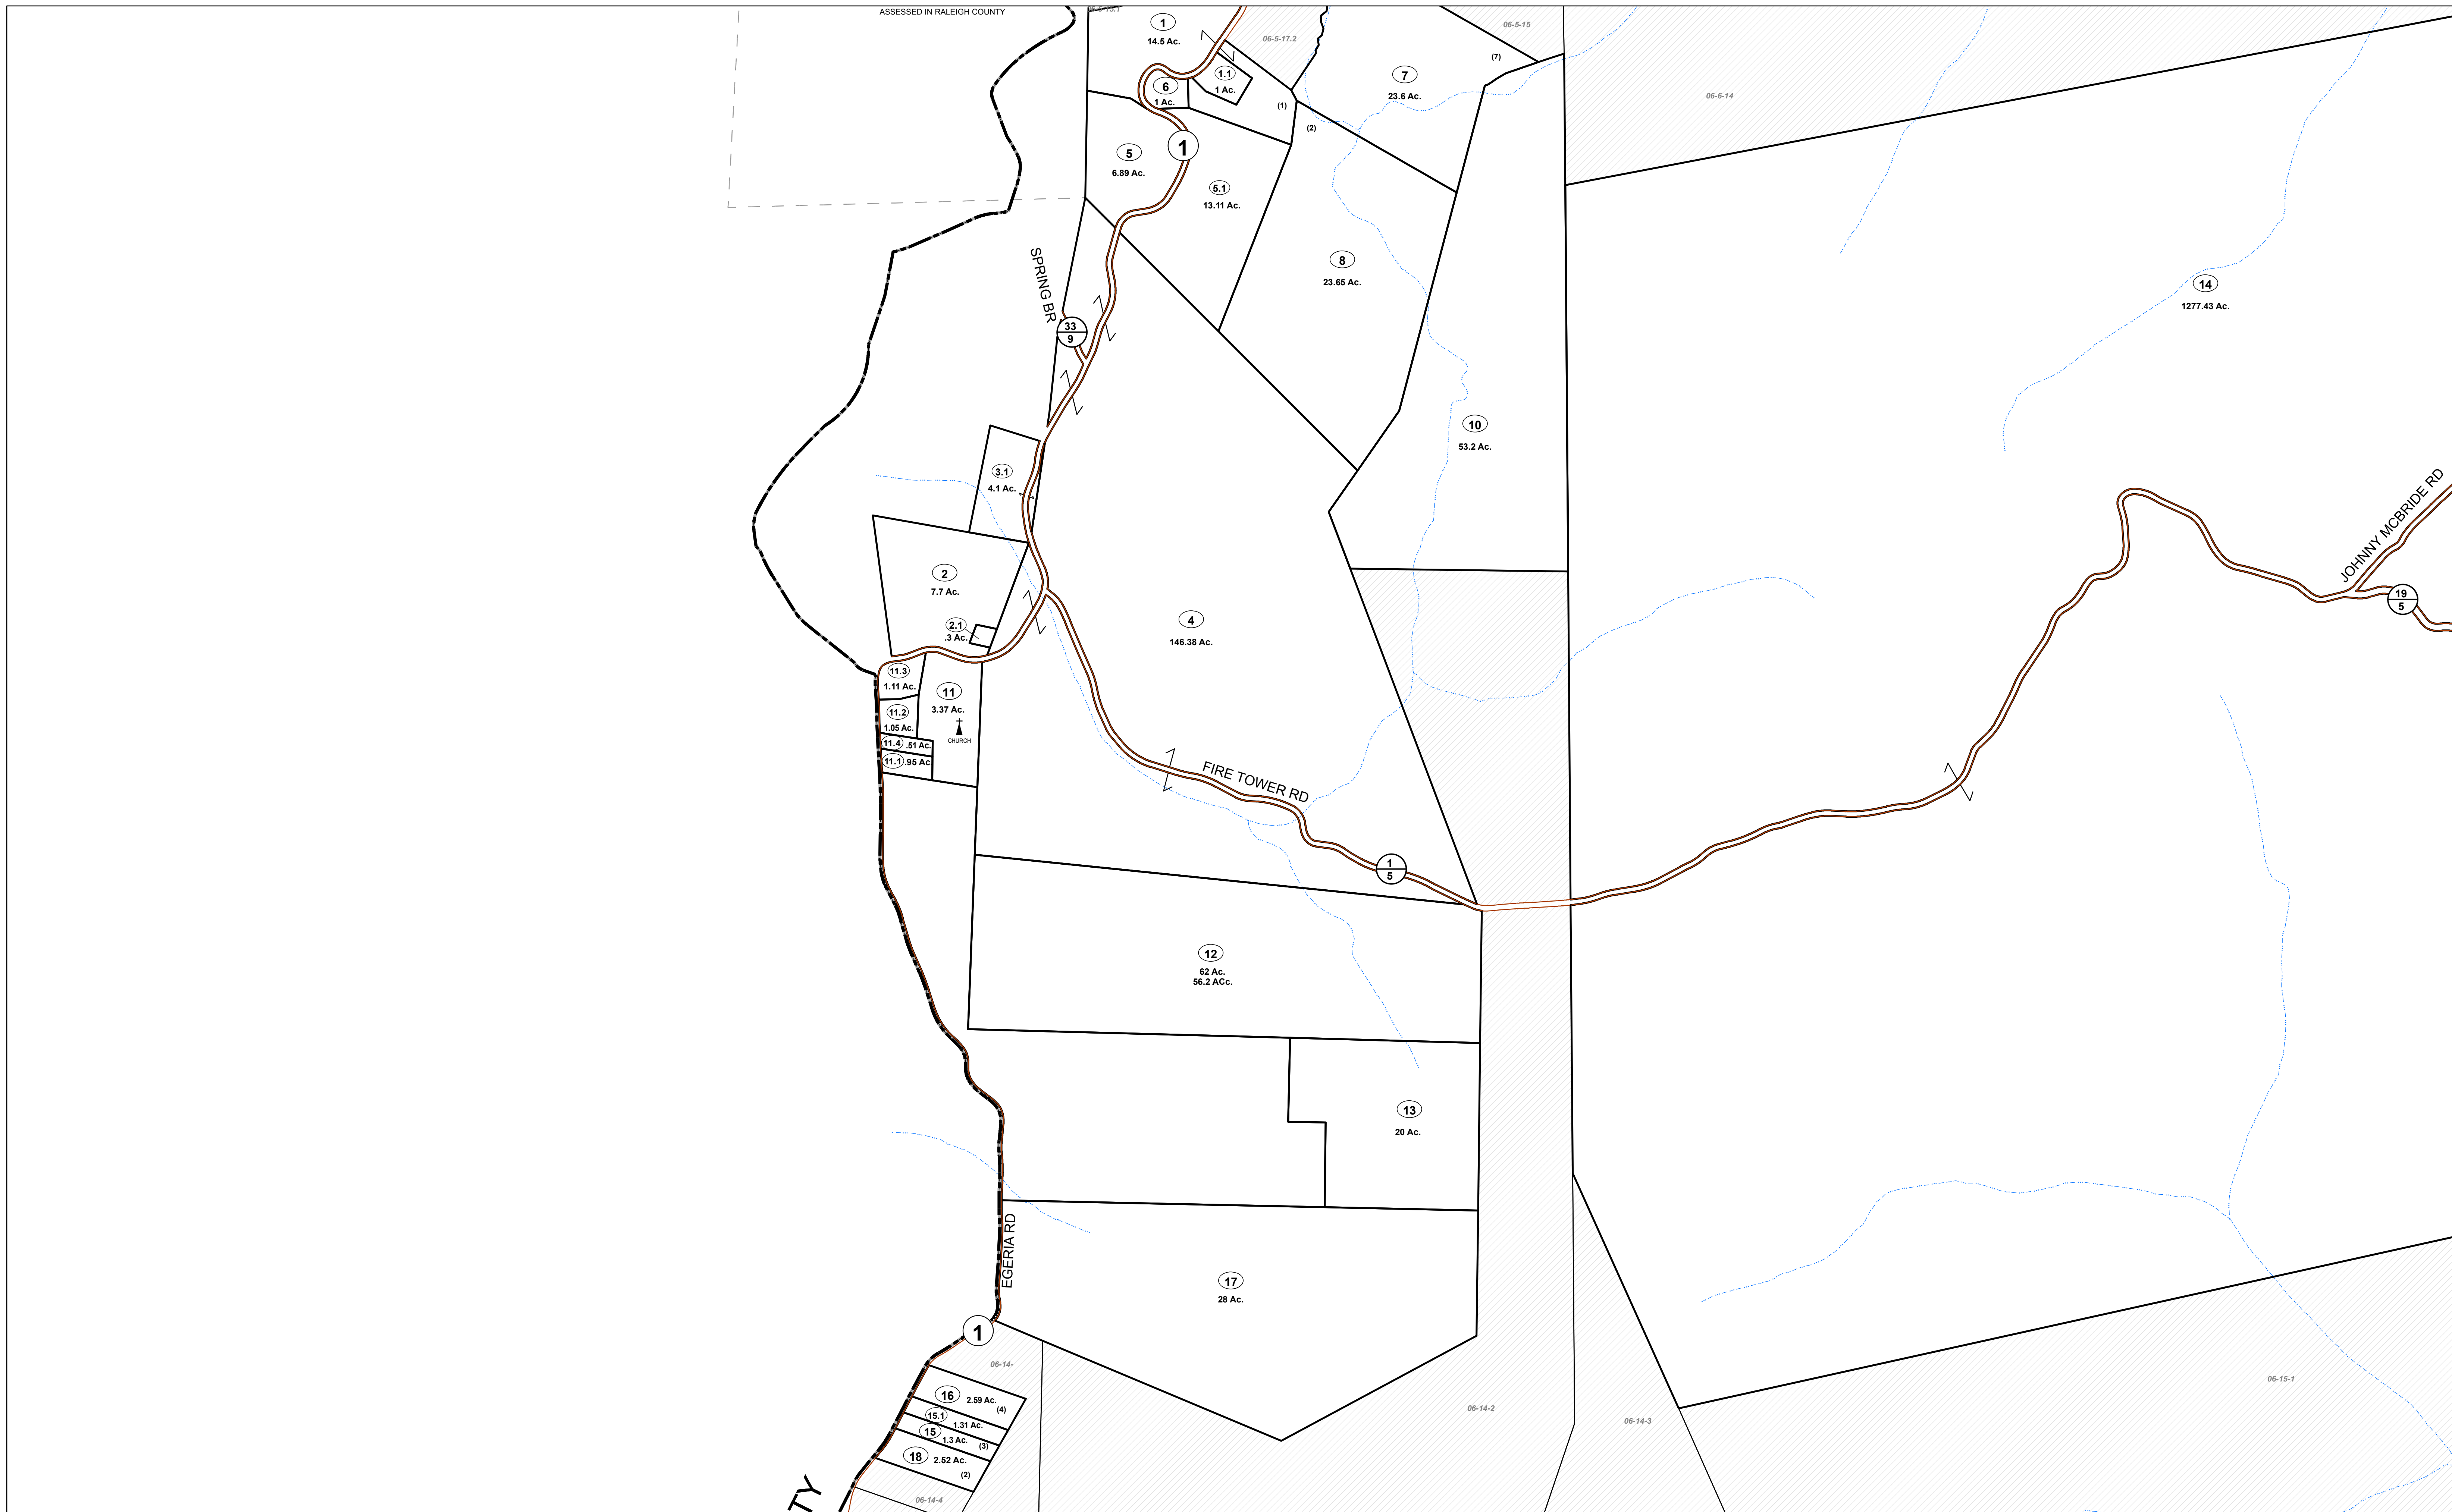 ASSESSED IN RALEIGH COUNTY
1
14.5 Ac.
06-5-17.2
06-5-15
(7)
7
23.6 Ac.
1.1
1 Ac.
6
1 Ac.
(1)
(2)
06-6-14
1
5
6.89 Ac.
5.1
13.11 Ac.
8
23.65 Ac.
14
1277.43 Ac.
SPRING BR
33
9
10
53.2 Ac.
3.1
4.1 Ac.
JOHNNY MCBRIDE RD
19
5
2
7.7 Ac.
2.1
.3 Ac.
4
146.38 Ac.
11.3
1.11 Ac.
11
3.37 Ac.
11.2
1.05 Ac.
CHURCH
11.4 .51 Ac.
11.1 .95 Ac.
FIRE TOWER RD
1
5
12
62 Ac.
56.2 ACc.
13
20 Ac.
EGERIA RD
17
28 Ac.
1
06-14-
06-15-1
16
2.59 Ac.
(4)
06-14-2
06-14-3
15.1
1.31 Ac.
15
1.3 Ac.
(3)
18
2.52 Ac.
(2)
06-14-4
TY